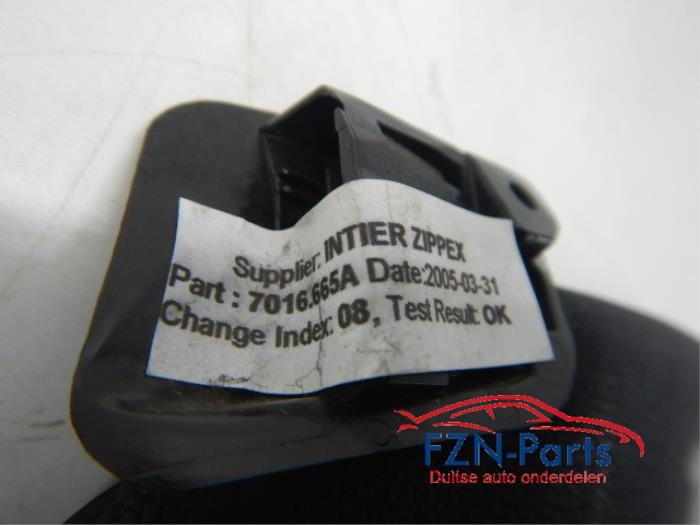 Supplier: INTIER ZIPPEX
Part : 7016.665A Date:2005-03-31
Change Index: 08, Test Result: OK
FZN-Parts
Duitse auto onderdelen